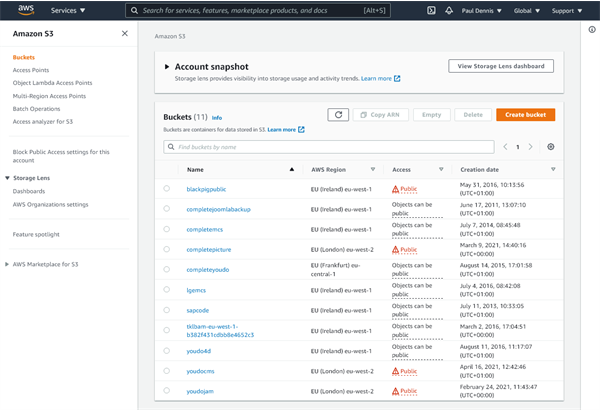 aws
Services ▼
Search for services, features, marketplace products, and docs [Alt+S]
Paul Dennis ▼
Global ▼
Support ▼
Amazon S3
Buckets
Access Points
Object Lambda Access Points
Multi-Region Access Points
Batch Operations
Access analyzer for S3
Block Public Access settings for this
account
Storage Lens
Dashboards
AWS Organizations settings
Feature spotlight
AWS Marketplace for S3
Amazon S3
Account snapshot
Storage lens provides visibility into storage usage and activity trends. Learn more
View Storage Lens dashboard
Buckets (11) Info
Buckets are containers for data stored in S3. Learn more
Copy ARN
Empty
Delete
Create bucket
Find buckets by name
1
Name AWS Region Access Creation date
blackpigpublic EU (Ireland) eu-west-1 Public May 31, 2016, 10:13:56
(UTC+01:00)
completejoomlabackup EU (Ireland) eu-west-1 Objects can be June 17, 2011, 13:07:10
public (UTC+01:00)
completemcs EU (Ireland) eu-west-1 Objects can be July 7, 2014, 08:45:48
public (UTC+01:00)
completepicture EU (London) eu-west-2 Public March 9, 2021, 14:40:16
(UTC+00:00)
completeyoudo EU (Frankfurt) eu- Objects can be August 14, 2015, 17:01:58
central-1 public (UTC+01:00)
lgemcs EU (Ireland) eu-west-1 Objects can be July 4, 2016, 08:42:08
public (UTC+01:00)
sapcode EU (Ireland) eu-west-1 Objects can be July 11, 2013, 10:33:05
public (UTC+01:00)
tklbam-eu-west-1- EU (Ireland) eu-west-1 Objects can be March 2, 2016, 17:04:51
b382f431cdbb8e4652c3 public (UTC+00:00)
youdo4d EU (Ireland) eu-west-1 Objects can be August 11, 2016, 11:17:07
public (UTC+01:00)
youdocms EU (London) eu-west-2 Public April 16, 2021, 12:42:46
(UTC+01:00)
youdojam EU (London) eu-west-2 Public February 24, 2021, 11:43:47
(UTC+00:00)